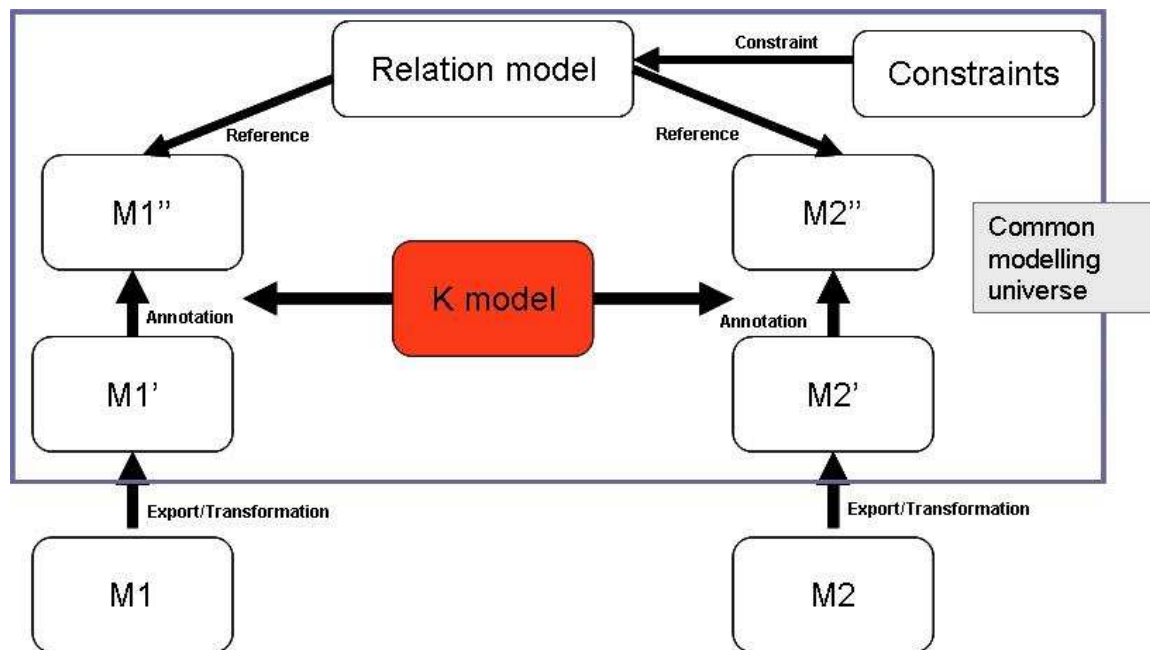 Relation model
Constraint
Constraints
Reference
Reference
M1''
M2''
Common
modelling
universe
K model
Annotation
Annotation
M1’
M2’
Export/Transformation
Export/Transformation
M1
M2